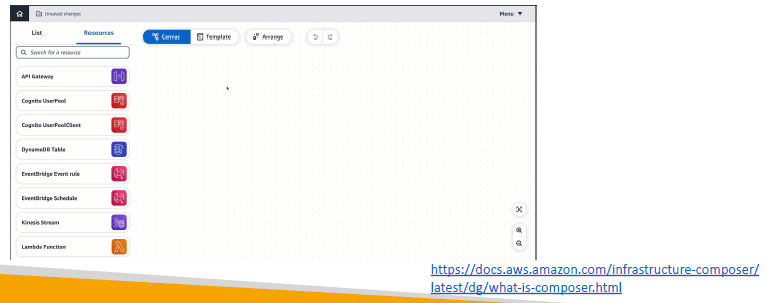 Unsaved changes
Menu ▼
List Resources
Canvas Template Arrange
Search for a resource
API Gateway
Cognito UserPool
Cognito UserPoolClient
DynamoDB Table
EventBridge Event rule
EventBridge Schedule
Kinesis Stream
Lambda Function
https://docs.aws.amazon.com/infrastructure-composer/
latest/dg/what-is-composer.html